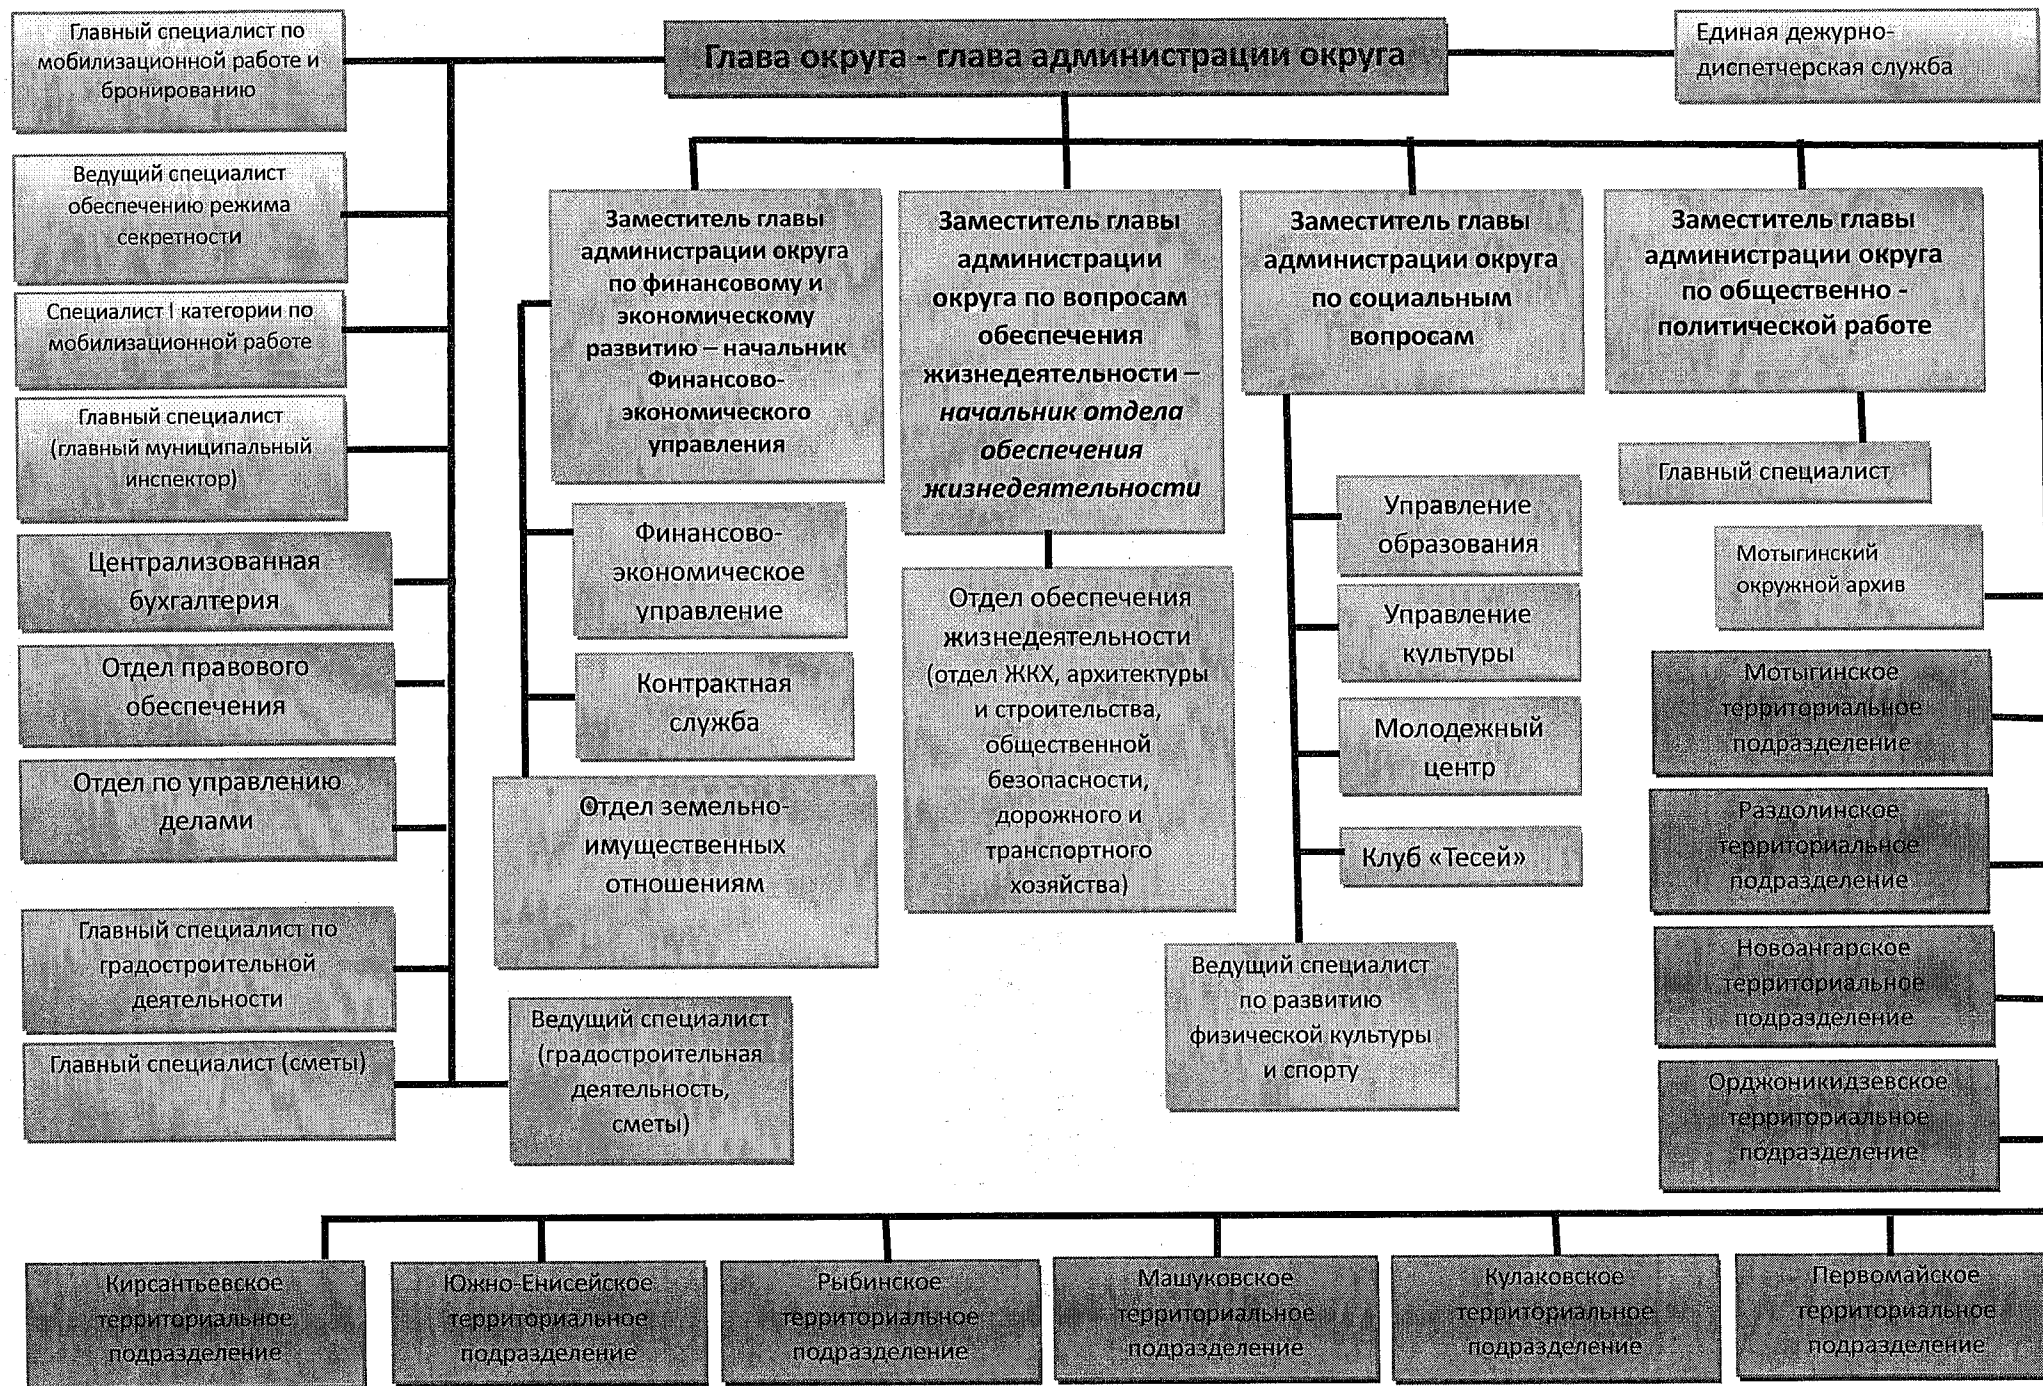 Главный специалист по
мобилизационной работе и
бронированию
Глава округа - глава администрации округа
Единая дежурно-
диспетчерская служба
Ведущий специалист
обеспечению режима
секретности
Специалист I категории по
мобилизационной работе
Главный специалист
(главный муниципальный
инспектор)
Централизованная
бухгалтерия
Отдел правового
обеспечения
Отдел по управлению
делами
Главный специалист по
градостроительной
деятельности
Главный специалист (сметы)
Заместитель главы
администрации округа
по финансовому и
экономическому
развитию – начальник
Финансово-
экономического
управления
Финансово-
экономическое
управление
Контрактная
служба
Отдел земельно-
имущественных
отношениям
Ведущий специалист
(градостроительная
деятельность,
сметы)
Заместитель главы
администрации
округа по вопросам
обеспечения
жизнедеятельности –
начальник отдела
обеспечения
жизнедеятельности
Отдел обеспечения
жизнедеятельности
(отдел ЖКХ, архитектуры
и строительства,
общественной
безопасности,
дорожного и
транспортного
хозяйства)
Заместитель главы
администрации округа
по социальным
вопросам
Управление
образования
Управление
культуры
Молодежный
центр
Клуб «Тесей»
Ведущий специалист
по развитию
физической культуры
и спорту
Заместитель главы
администрации округа
по общественно -
политической работе
Главный специалист
Мотыгинский
окружной архив
Мотыгинское
территориальное
подразделение
Раздолинское
территориальное
подразделение
Новоангарское
территориальное
подразделение
Орджоникидзевское
территориальное
подразделение
Кирсантьевское
территориальное
подразделение
Южно-Енисейское
территориальное
подразделение
Рыбинское
территориальное
подразделение
Машуковское
территориальное
подразделение
Кулаковское
территориальное
подразделение
Первомайское
территориальное
подразделение